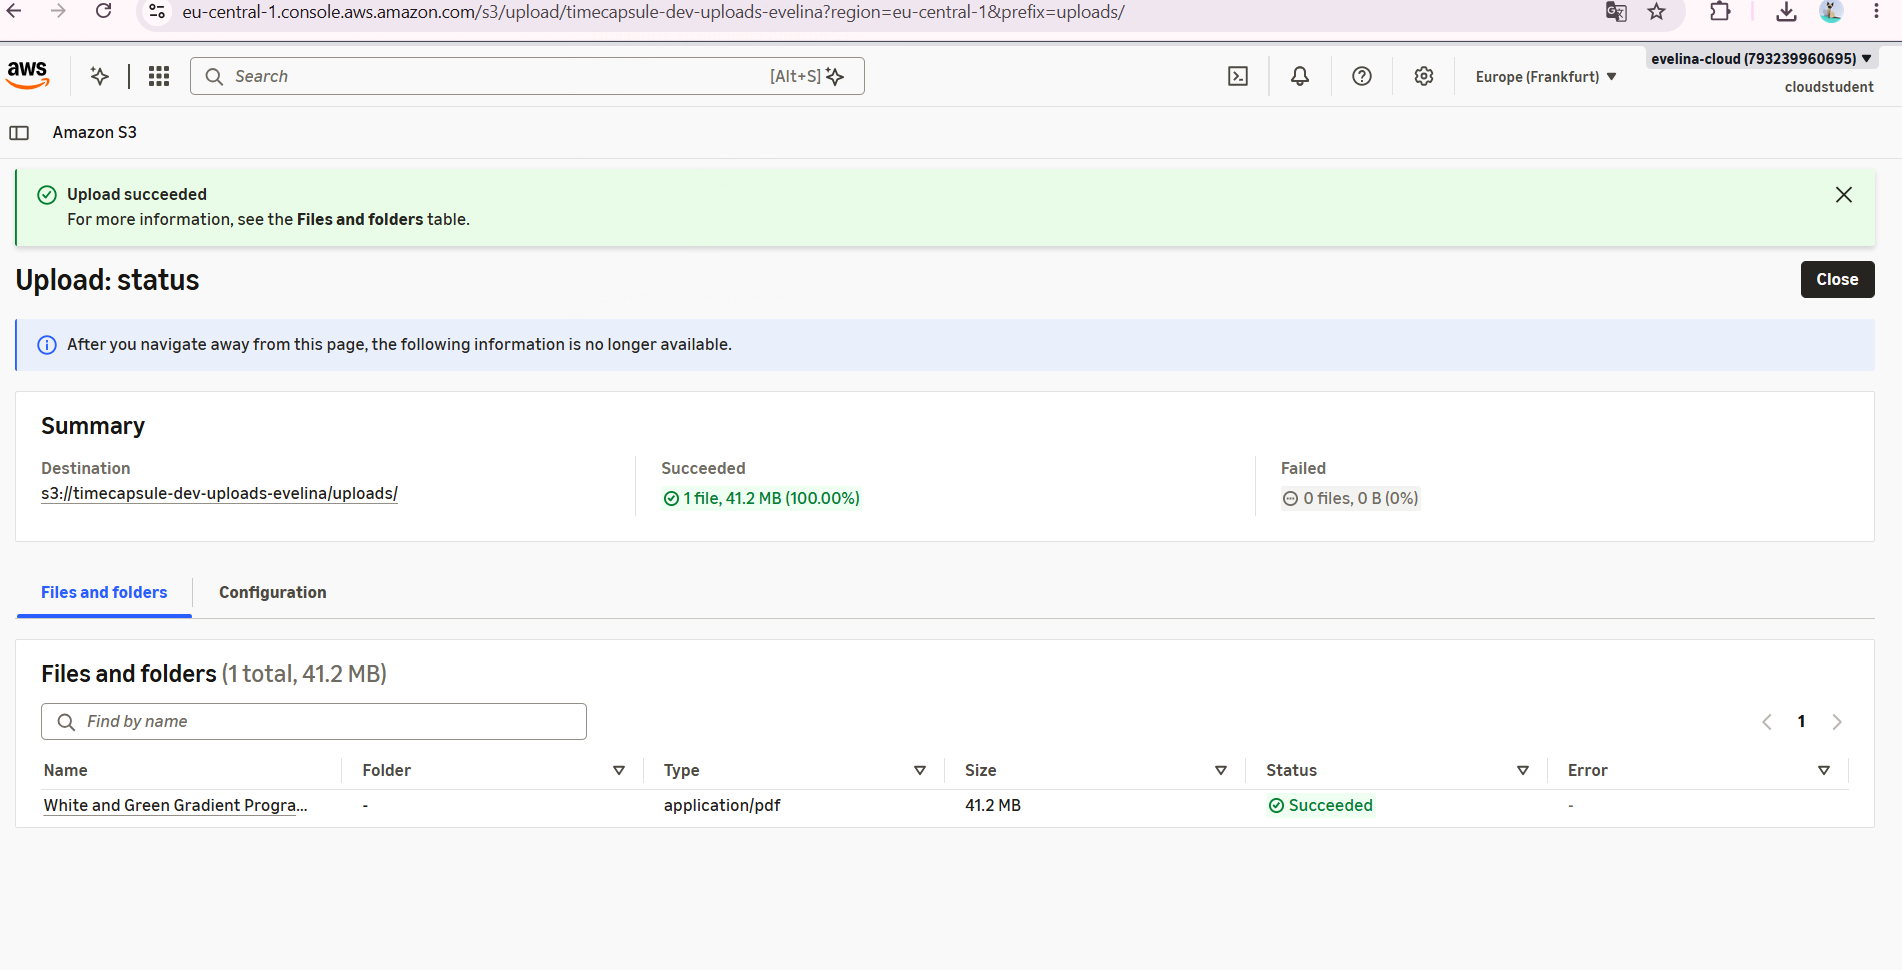 eu-central-1.console.aws.amazon.com/s3/upload/timecapsule-dev-uploads-evelina?region=eu-central-1&prefix=uploads/
aws
Search
[Alt+S]
Europe (Frankfurt)
evelina-cloud (793239960695)
cloudstudent
Amazon S3
Upload succeeded
For more information, see the Files and folders table.
Upload: status
Close
After you navigate away from this page, the following information is no longer available.
Summary
Destination
s3://timecapsule-dev-uploads-evelina/uploads/
Succeeded
1 file, 41.2 MB (100.00%)
Failed
0 files, 0 B (0%)
Files and folders
Configuration
Files and folders (1 total, 41.2 MB)
Find by name
1
Name Folder Type Size Status Error
White and Green Gradient Progra... - application/pdf 41.2 MB Succeeded -